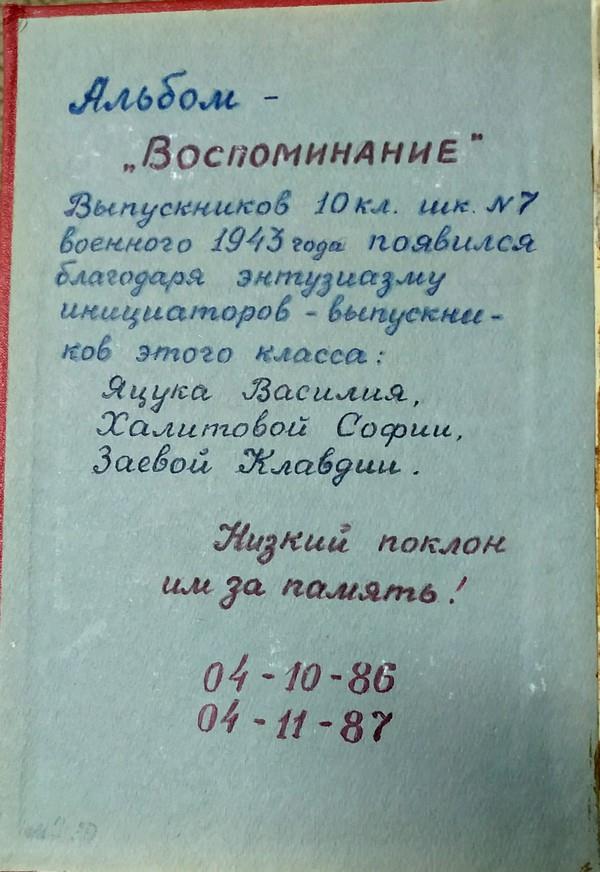 Альбом -
„Воспоминание"
Выпускников 10 кл. шк. №7
военного 1943 года появился
благодаря энтузиазму
инициаторов - выпускни-
ков этого класса:
Яцука Василия,
Халитовой Софии,
Заевой Клавдии.
Низкий поклон
им за память!
04-10-86
04-11-87